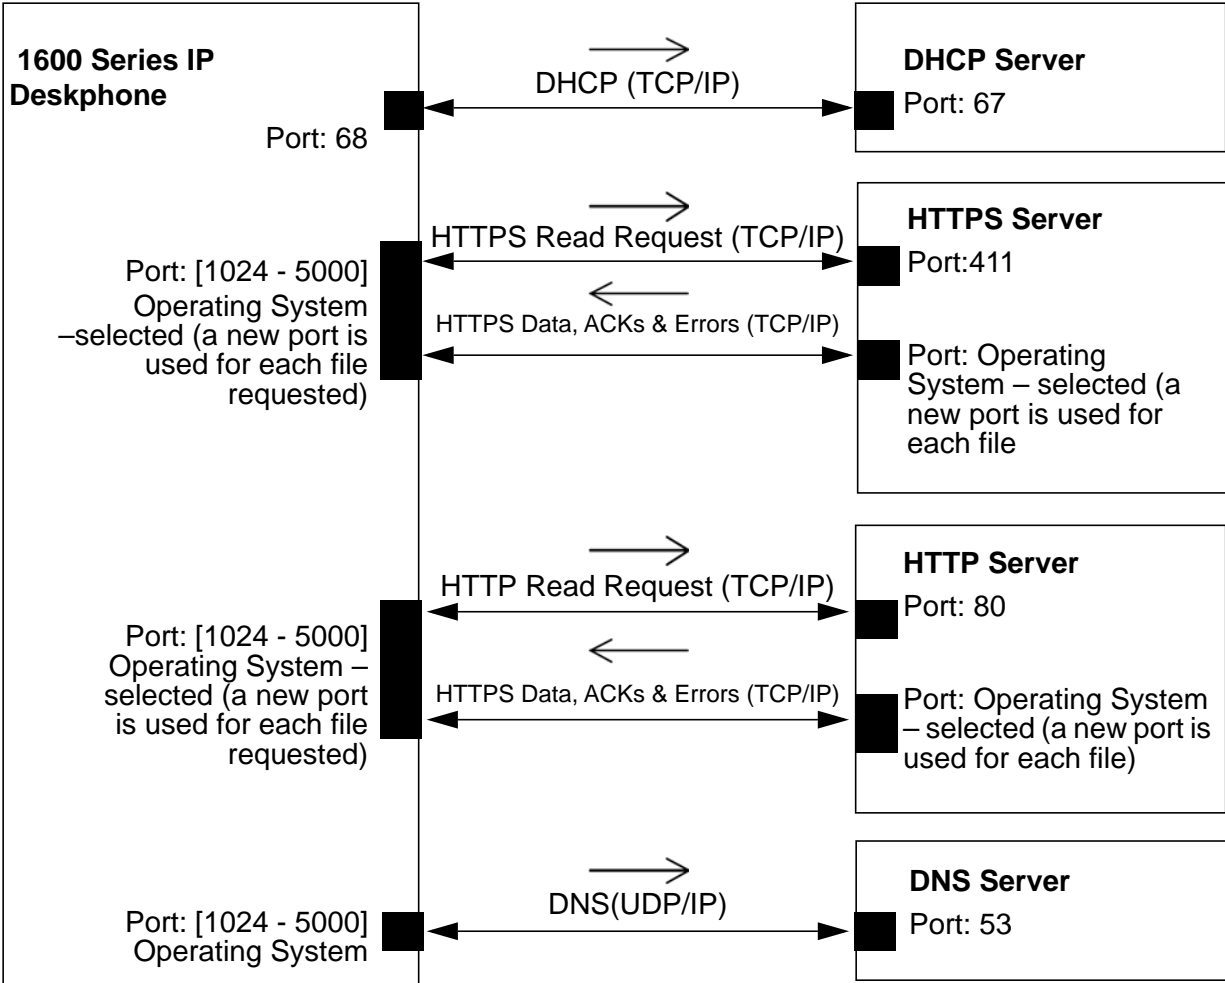 1600 Series IP
Deskphone
DHCP (TCP/IP)
DHCP Server
Port: 67
Port: 68
HTTPS Server
HTTPS Read Request (TCP/IP)
Port:411
Port: [1024 - 5000]
Operating System
–selected (a new port is
used for each file
requested)
HTTPS Data, ACKs & Errors (TCP/IP)
Port: Operating
System – selected (a
new port is used for
each file
HTTP Server
HTTP Read Request (TCP/IP)
Port: 80
Port: [1024 - 5000]
Operating System –
selected (a new port
is used for each file
requested)
HTTPS Data, ACKs & Errors (TCP/IP)
Port: Operating System
– selected (a new port is
used for each file)
DNS Server
DNS(UDP/IP)
Port: 53
Port: [1024 - 5000]
Operating System